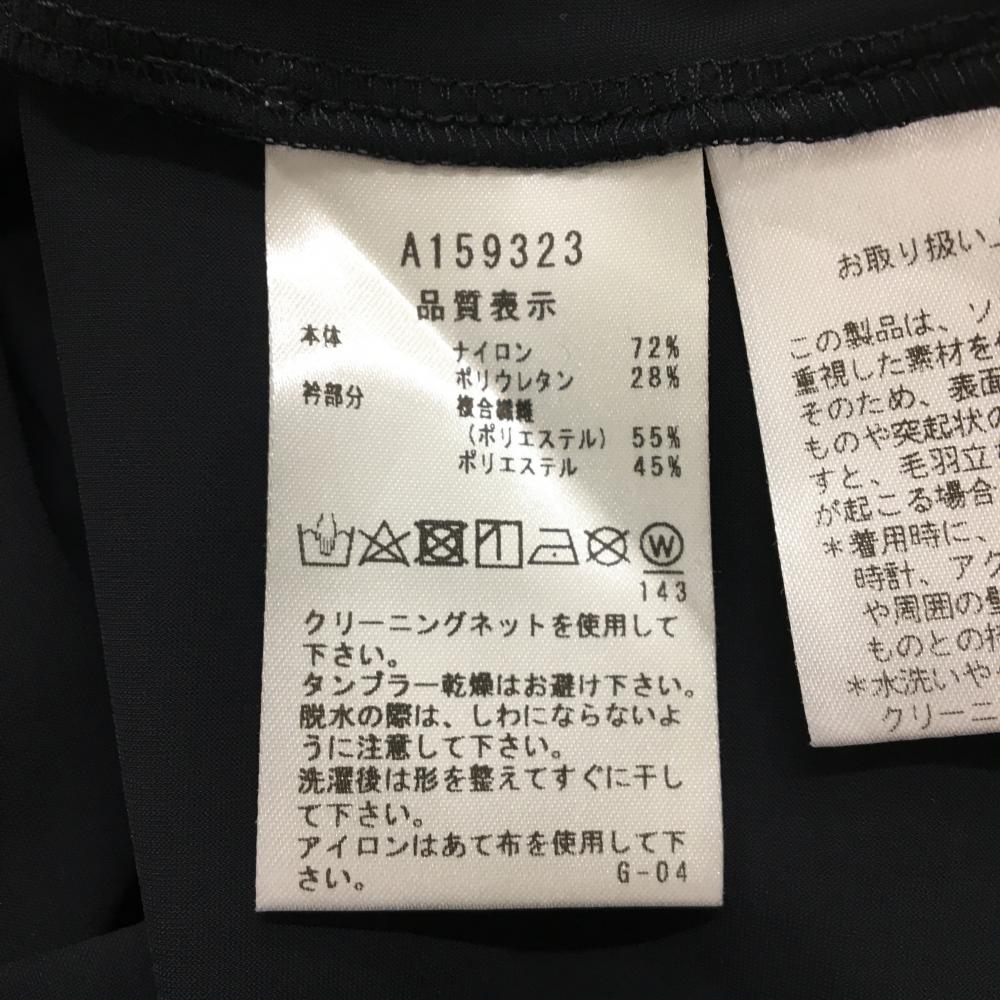 A159323
品質表示
本体 ナイロン 72%
ポリウレタン 28%
衿部分 複合繊維
(ポリエステル) 55%
ポリエステル 45%
W
143
クリーニングネットを使用して
下さい。
タンブラー乾燥はお避け下さい。
脱水の際は、しわにならないよ
うに注意して下さい。
洗濯後は形を整えてすぐに干し
て下さい。
アイロンはあて布を使用して下
さい。 G-04
お取り扱い
この製品は、ソ
重視した素材を
そのため、表面
ものや突起状の
すと、毛羽立
が起こる場合
*着用時に、
時計、アク
や周囲の
ものとの
*水洗いや
クリーニ